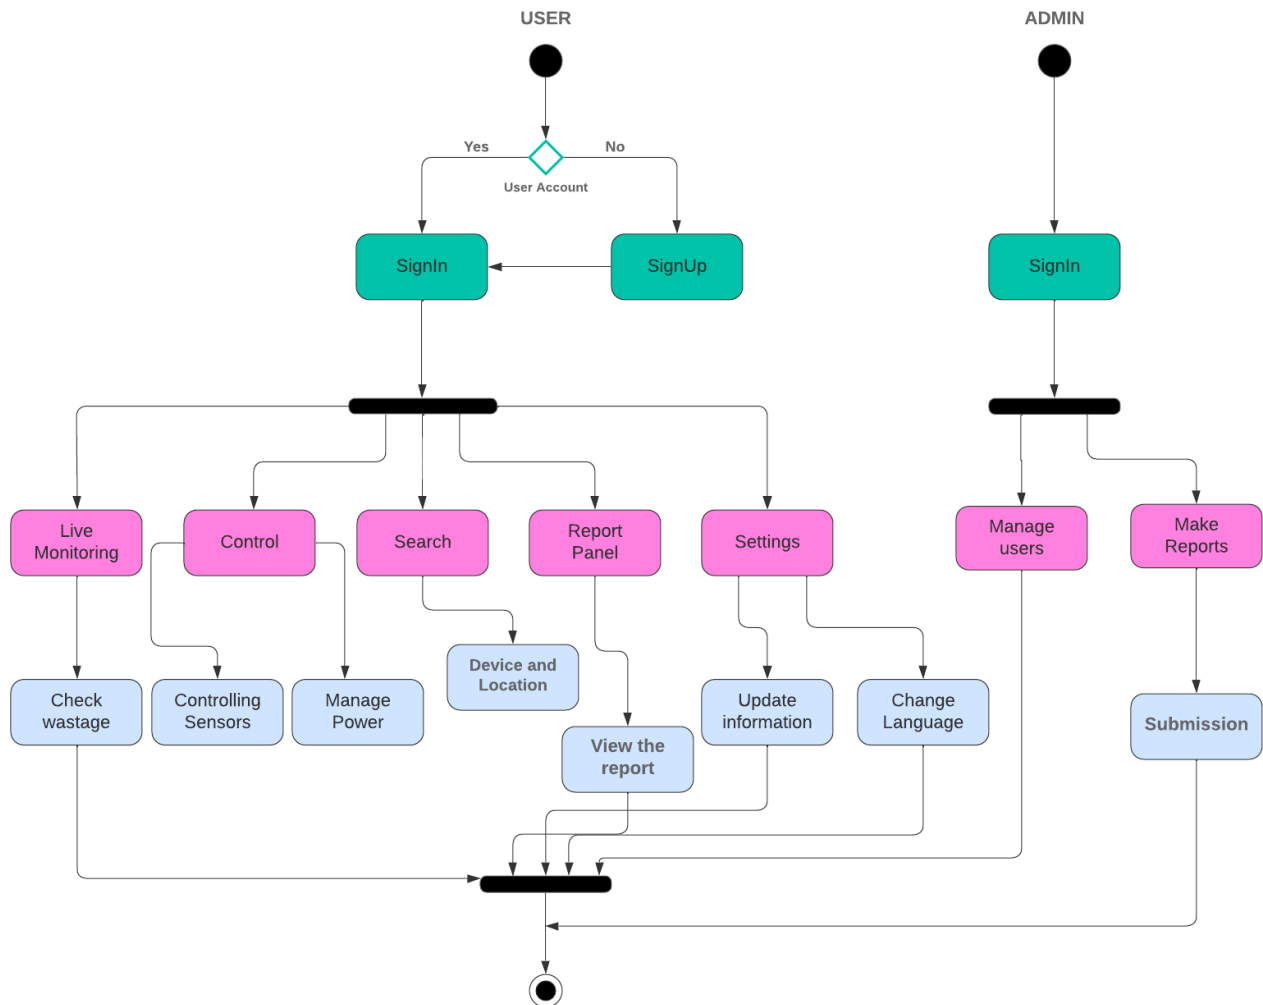 USER
ADMIN
Yes
No
User Account
SignIn
SignUp
SignIn
Live
Monitoring
Control
Search
Report
Panel
Settings
Manage
users
Make
Reports
Device and
Location
Check
wastage
Controlling
Sensors
Manage
Power
Update
information
Change
Language
Submission
View the
report